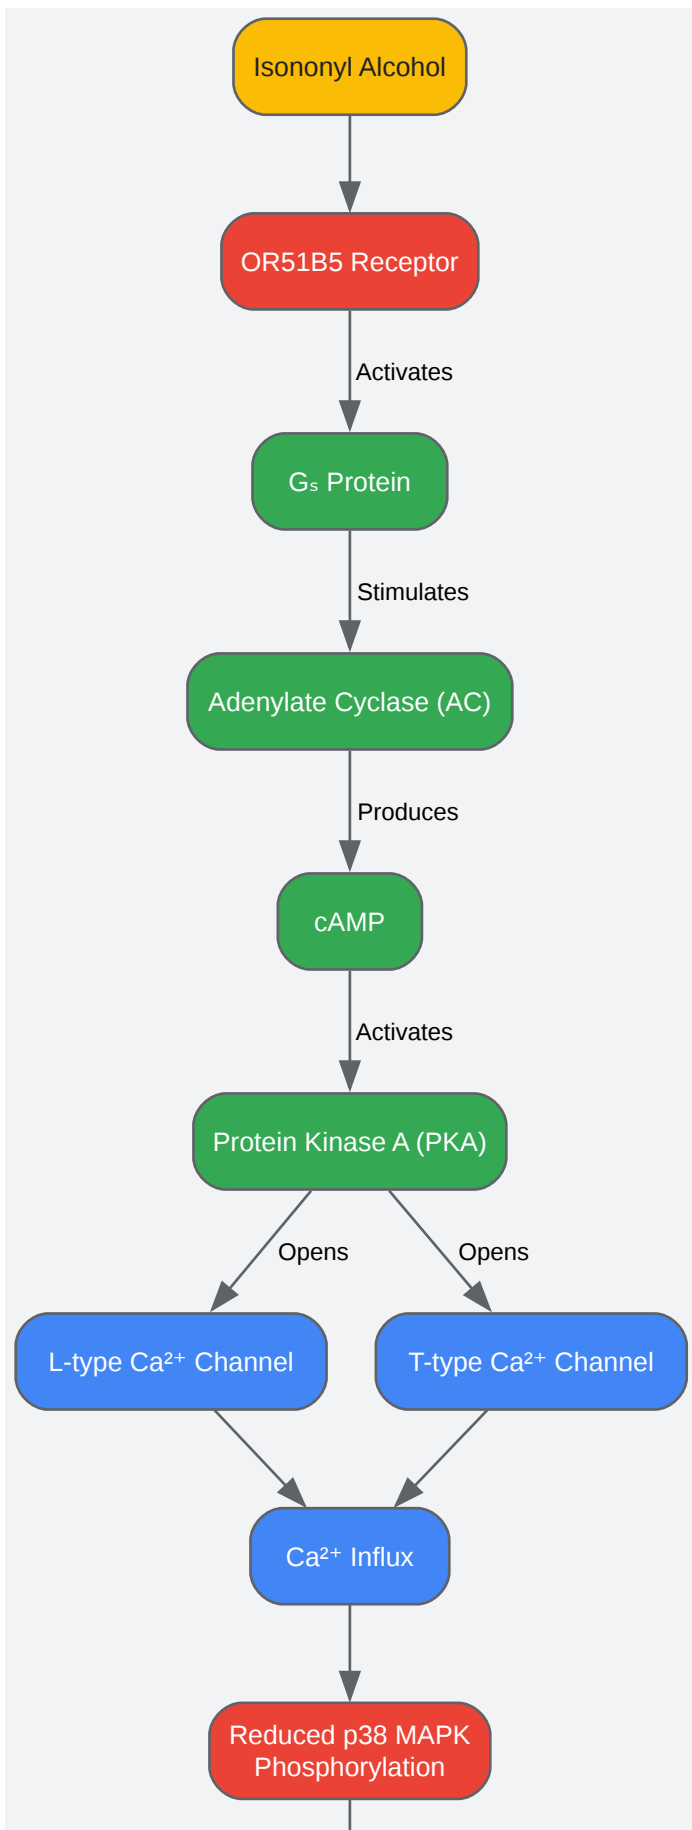 Isononyl Alcohol
OR51B5 Receptor
Activates
Gₛ Protein
Stimulates
Adenylate Cyclase (AC)
Produces
cAMP
Activates
Protein Kinase A (PKA)
Opens
Opens
L-type Ca²⁺ Channel
T-type Ca²⁺ Channel
Ca²⁺ Influx
Reduced p38 MAPK
Phosphorylation